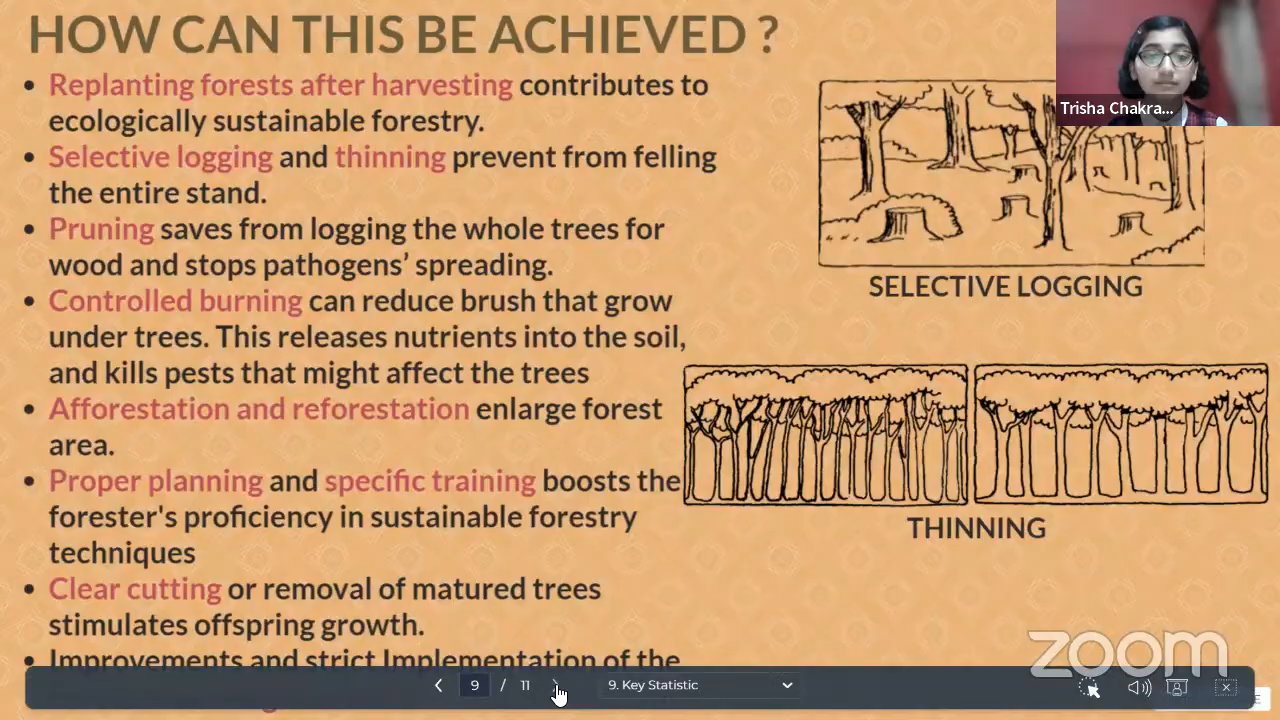 HOW CAN THIS BE ACHIEVED ?
• Replanting forests after harvesting contributes to
ecologically sustainable forestry.
• Selective logging and thinning prevent from felling
the entire stand.
• Pruning saves from logging the whole trees for
wood and stops pathogens’ spreading.
• Controlled burning can reduce brush that grow
under trees. This releases nutrients into the soil,
and kills pests that might affect the trees
• Afforestation and reforestation enlarge forest
area.
• Proper planning and specific training boosts the
forester's proficiency in sustainable forestry
techniques
• Clear cutting or removal of matured trees
stimulates offspring growth.
• Improvements and strict Implementation of the
Trisha Chakra...
SELECTIVE LOGGING
THINNING
zoom
9 / 11
9. Key Statistic